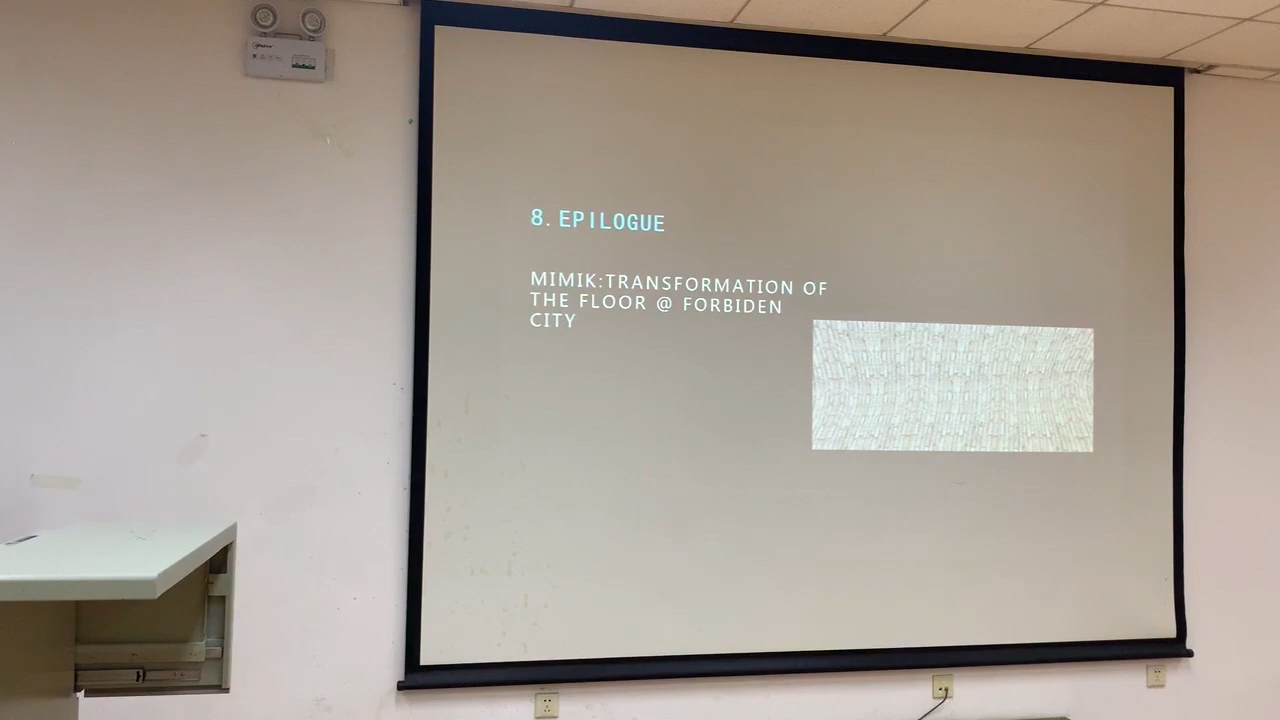 8. EPILOGUE
MIMIK:TRANSFORMATION OF
THE FLOOR @ FORBIDEN
CITY